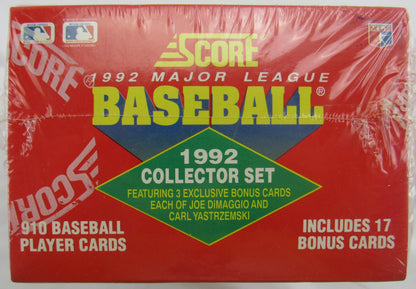 SCORE
SCORE
1992 MAJOR LEAGUE
BASEBALL®
1992
COLLECTOR SET
FEATURING 3 EXCLUSIVE BONUS CARDS
EACH OF JOE DIMAGGIO AND
CARL YASTRZEMSKI
SCORE
910 BASEBALL
PLAYER CARDS
INCLUDES 17
BONUS CARDS